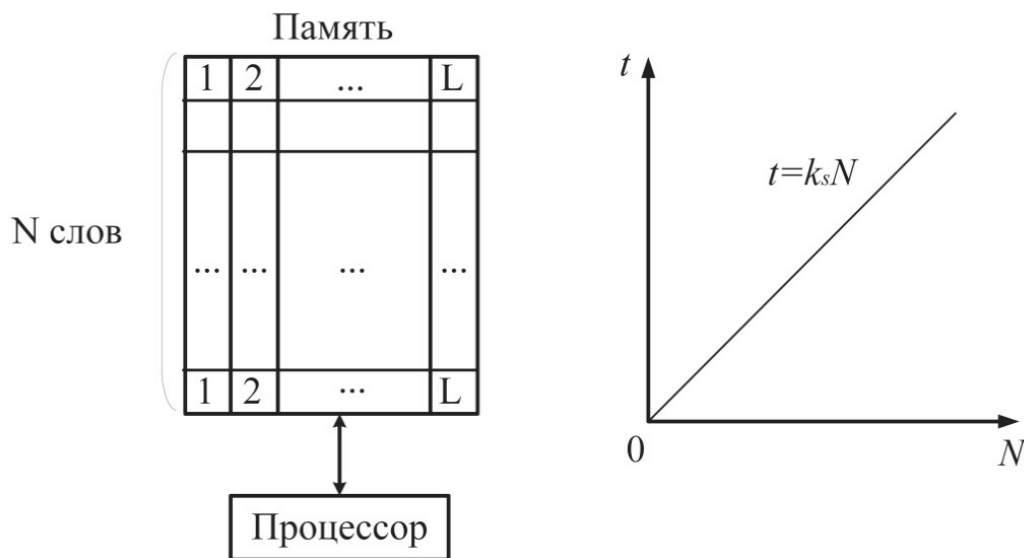 Память
1 2 ... L
N слов
... ... ... ...
1 2 ... L
Процессор
t
t=kₛN
0
N